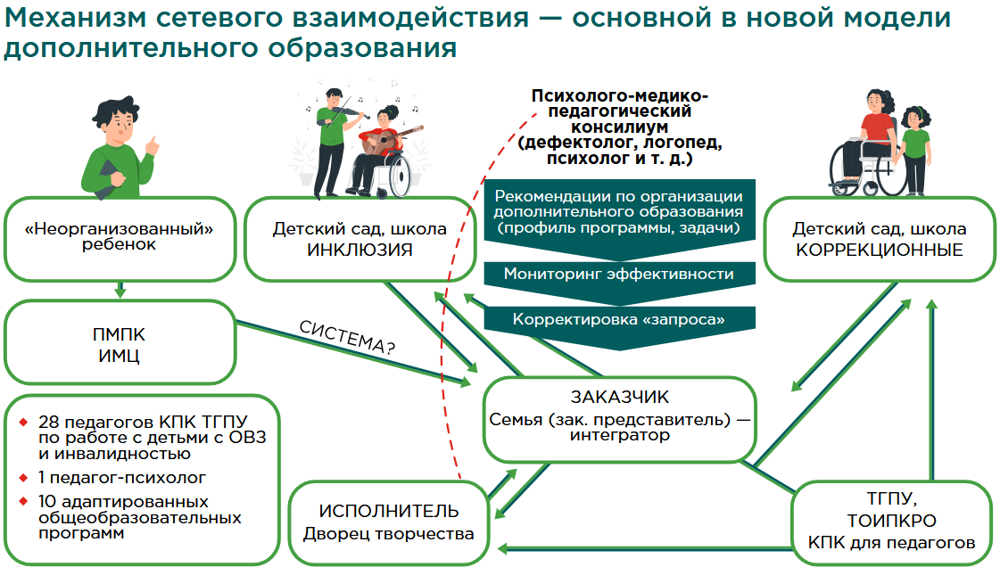 Механизм сетевого взаимодействия — основной в новой модели
дополнительного образования
Психолого-медико-
педагогический
консилиум
(дефектолог, логопед,
психолог и т. д.)
«Неорганизованный»
ребенок
Детский сад, школа
ИНКЛЮЗИЯ
Рекомендации по организации
дополнительного образования
(профиль программы, задачи)
Мониторинг эффективности
Корректировка «запроса»
Детский сад, школа
КОРРЕКЦИОННЫЕ
ПМПК
ИМЦ
СИСТЕМА?
ЗАКАЗЧИК
Семья (зак. представитель) —
интегратор
28 педагогов КПК ТГПУ
по работе с детьми с ОВЗ
и инвалидностью
1 педагог-психолог
10 адаптированных
общеобразовательных
программ
ИСПОЛНИТЕЛЬ
Дворец творчества
ТГПУ,
ТОИПКРО
КПК для педагогов